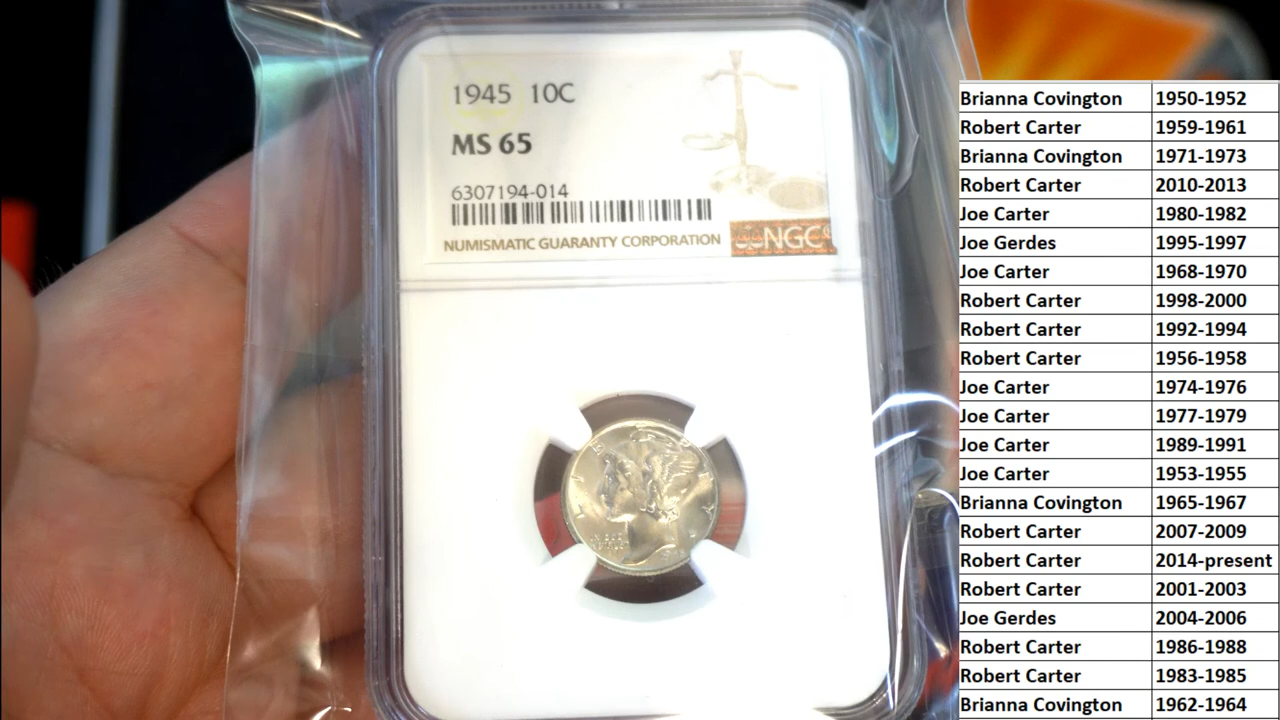 1945 10C
MS 65
6307194-014
NUMISMATIC GUARANTY CORPORATION
NGC
Brianna Covington 1950-1952
Robert Carter 1959-1961
Brianna Covington 1971-1973
Robert Carter 2010-2013
Joe Carter 1980-1982
Joe Gerdes 1995-1997
Joe Carter 1968-1970
Robert Carter 1998-2000
Robert Carter 1992-1994
Robert Carter 1956-1958
Joe Carter 1974-1976
Joe Carter 1977-1979
Joe Carter 1989-1991
Joe Carter 1953-1955
Brianna Covington 1965-1967
Robert Carter 2007-2009
Robert Carter 2014-present
Robert Carter 2001-2003
Joe Gerdes 2004-2006
Robert Carter 1986-1988
Robert Carter 1983-1985
Brianna Covington 1962-1964